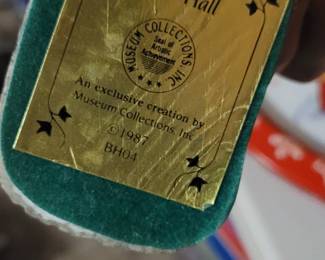 Hall
MUSEUM COLLECTIONS, INC
Seal of
Artistic
Achievement
An exclusive creation by
Museum Collections, Inc.
©1987
BH04